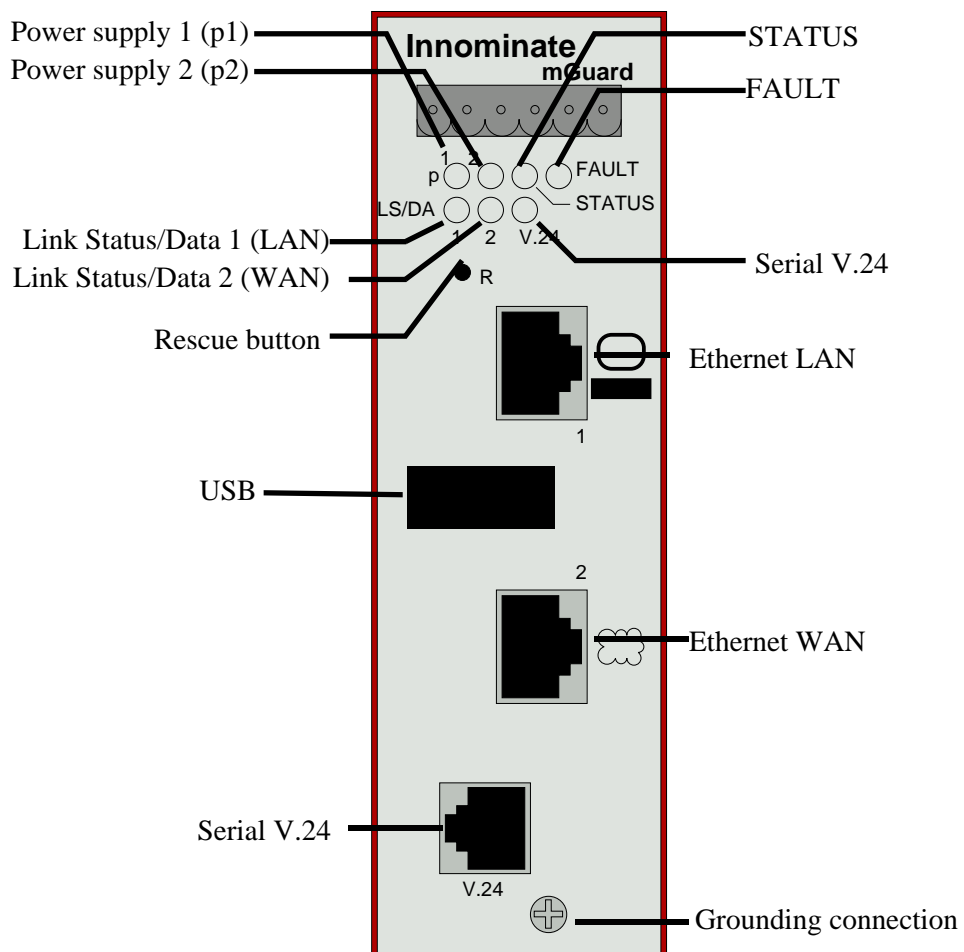 Power supply 1 (p1)
Power supply 2 (p2)
Innominate
mGuard
STATUS
FAULT
1 2
p
FAULT
STATUS
LS/DA
1 2 V.24
Link Status/Data 1 (LAN)
Link Status/Data 2 (WAN)
Serial V.24
R
Rescue button
Ethernet LAN
1
USB
2
Ethernet WAN
Serial V.24
V.24
Grounding connection